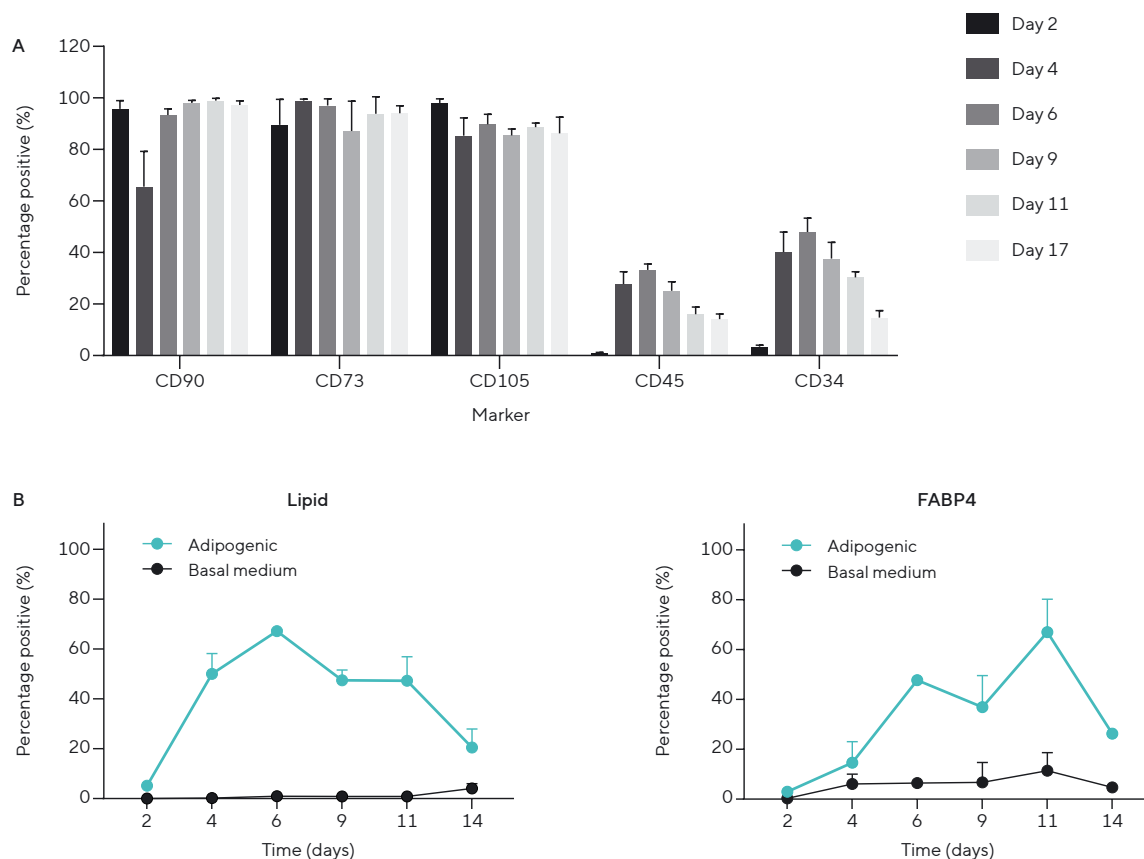 A
Percentage positive (%)
120
100
80
60
40
20
0
CD90
CD73
CD105
CD45
CD34
Marker
Day 2
Day 4
Day 6
Day 9
Day 11
Day 17
B
Lipid
Adipogenic
Basal medium
Percentage positive (%)
100
80
60
40
20
0
2
4
6
9
11
14
Time (days)
FABP4
Adipogenic
Basal medium
Percentage positive (%)
100
80
60
40
20
0
2
4
6
9
11
14
Time (days)